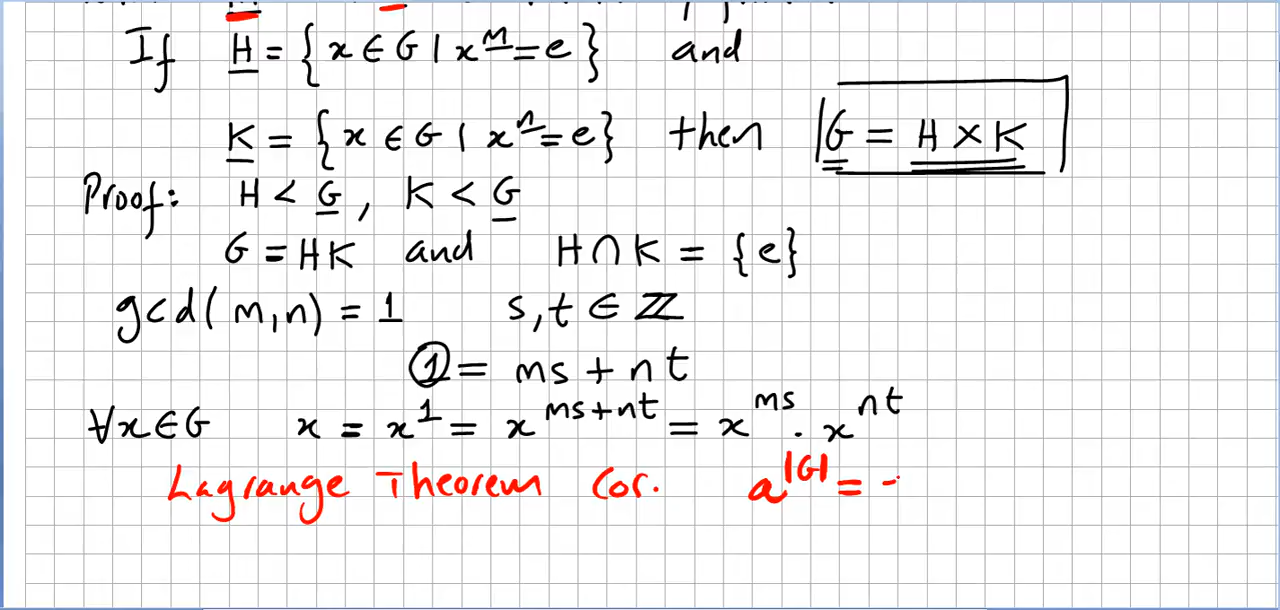 If H = { x ∈ G | x^m = e } and
K = { x ∈ G | x^n = e } then G = H × K
Proof: H < G, K < G
G = HK and H ∩ K = {e}
gcd(m,n) = 1 s,t ∈ ℤ
1 = ms + nt
∀x∈G x = x^1 = x^{ms+nt} = x^{ms} · x^{nt}
Lagrange Theorem Cor. a^{|G|} =